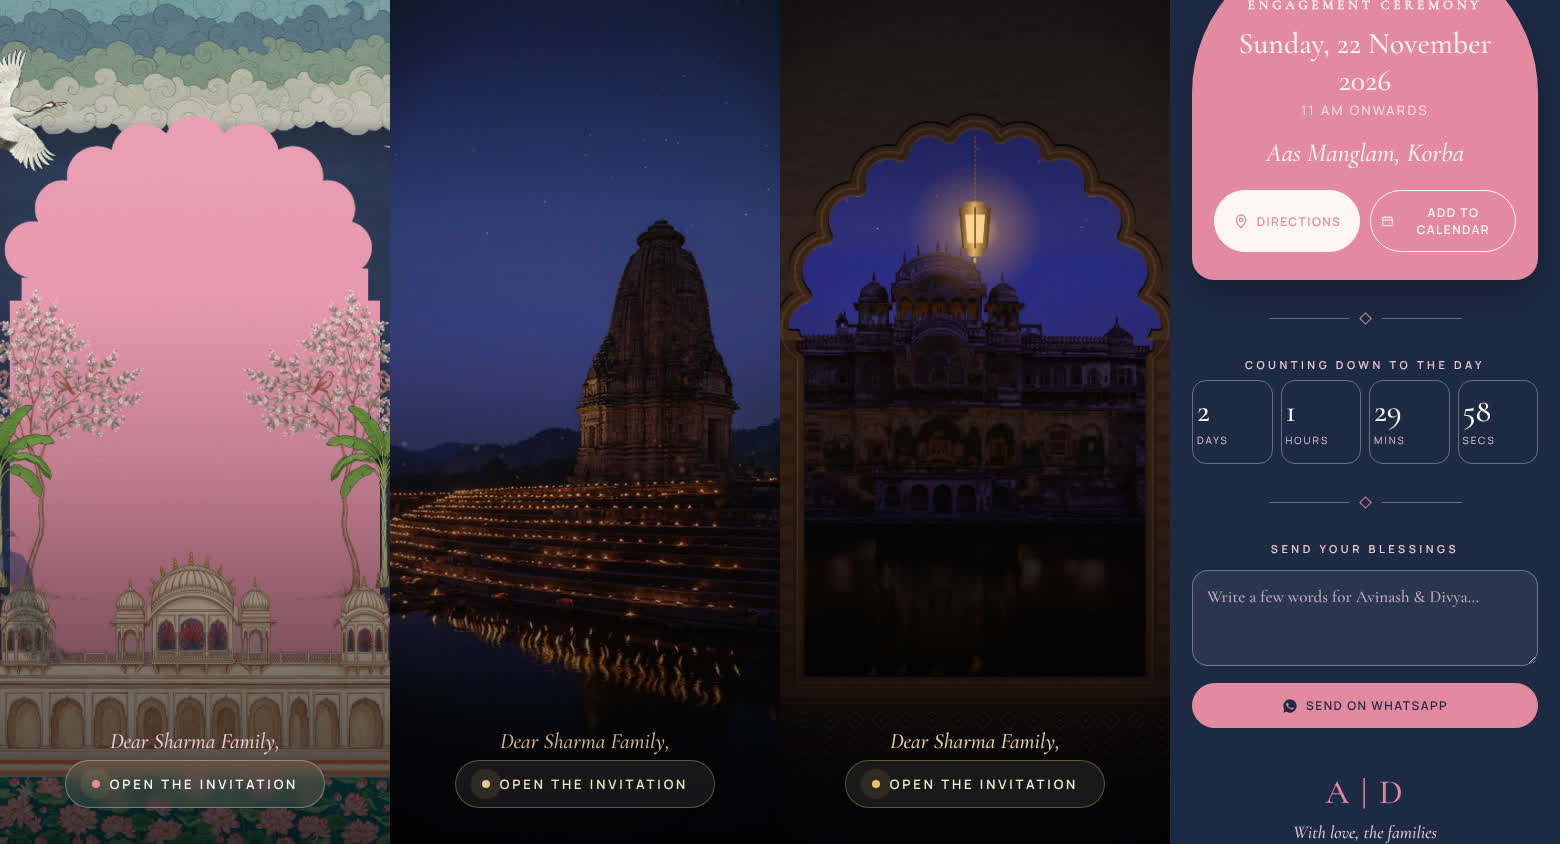 Dear Sharma Family,
OPEN THE INVITATION
Dear Sharma Family,
OPEN THE INVITATION
Dear Sharma Family,
OPEN THE INVITATION
ENGAGEMENT CEREMONY
Sunday, 22 November
2026
11 AM ONWARDS
Aas Manglam, Korba
DIRECTIONS
ADD TO
CALENDAR
COUNTING DOWN TO THE DAY
2
DAYS
1
HOURS
29
MINS
58
SECS
SEND YOUR BLESSINGS
Write a few words for Avinash & Divya...
SEND ON WHATSAPP
A | D
With love, the families